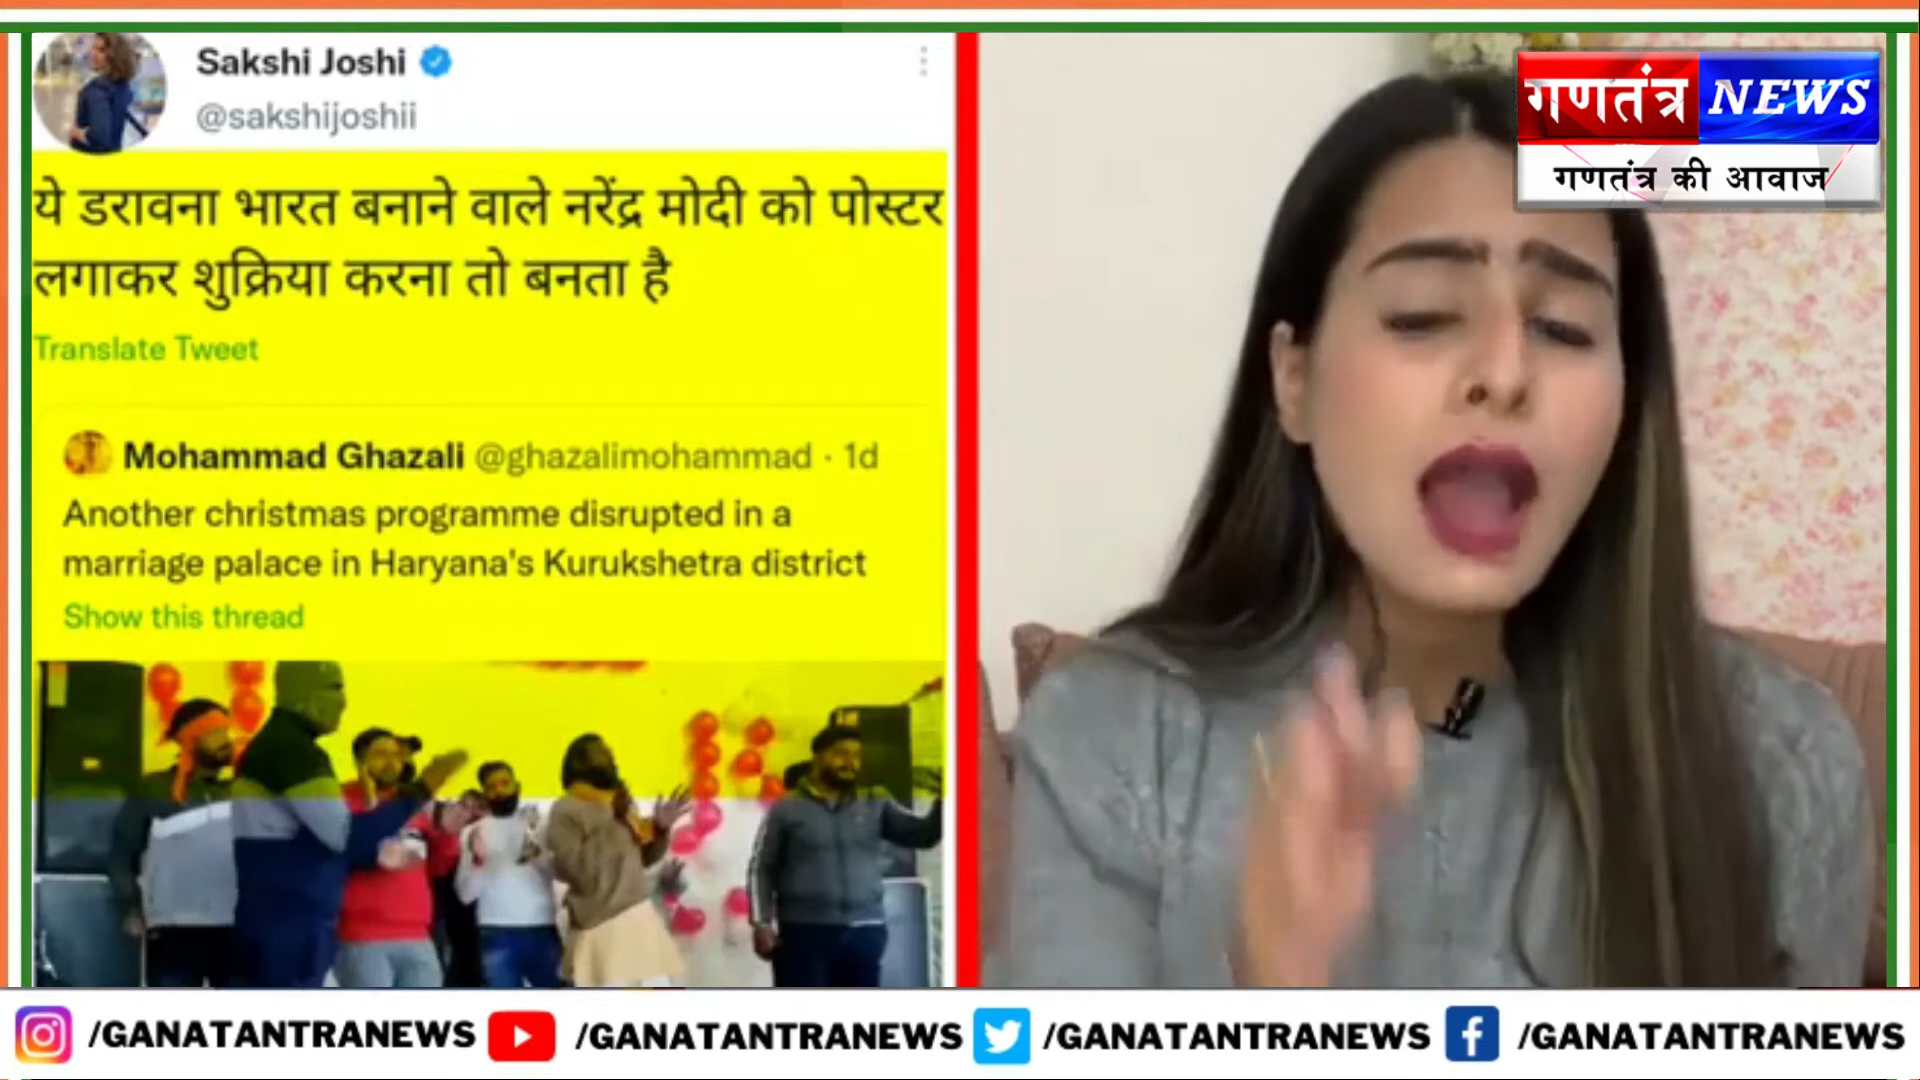 Sakshi Joshi
@sakshijoshii
ये डरावना भारत बनाने वाले नरेंद्र मोदी को पोस्टर
लगाकर शुक्रिया करना तो बनता है
Translate Tweet
Mohammad Ghazali @ghazalimohammad · 1d
Another christmas programme disrupted in a
marriage palace in Haryana's Kurukshetra district
Show this thread
गणतंत्र NEWS
गणतंत्र की आवाज
/GANATANTRANEWS /GANATANTRANEWS /GANATANTRANEWS /GANATANTRANEWS